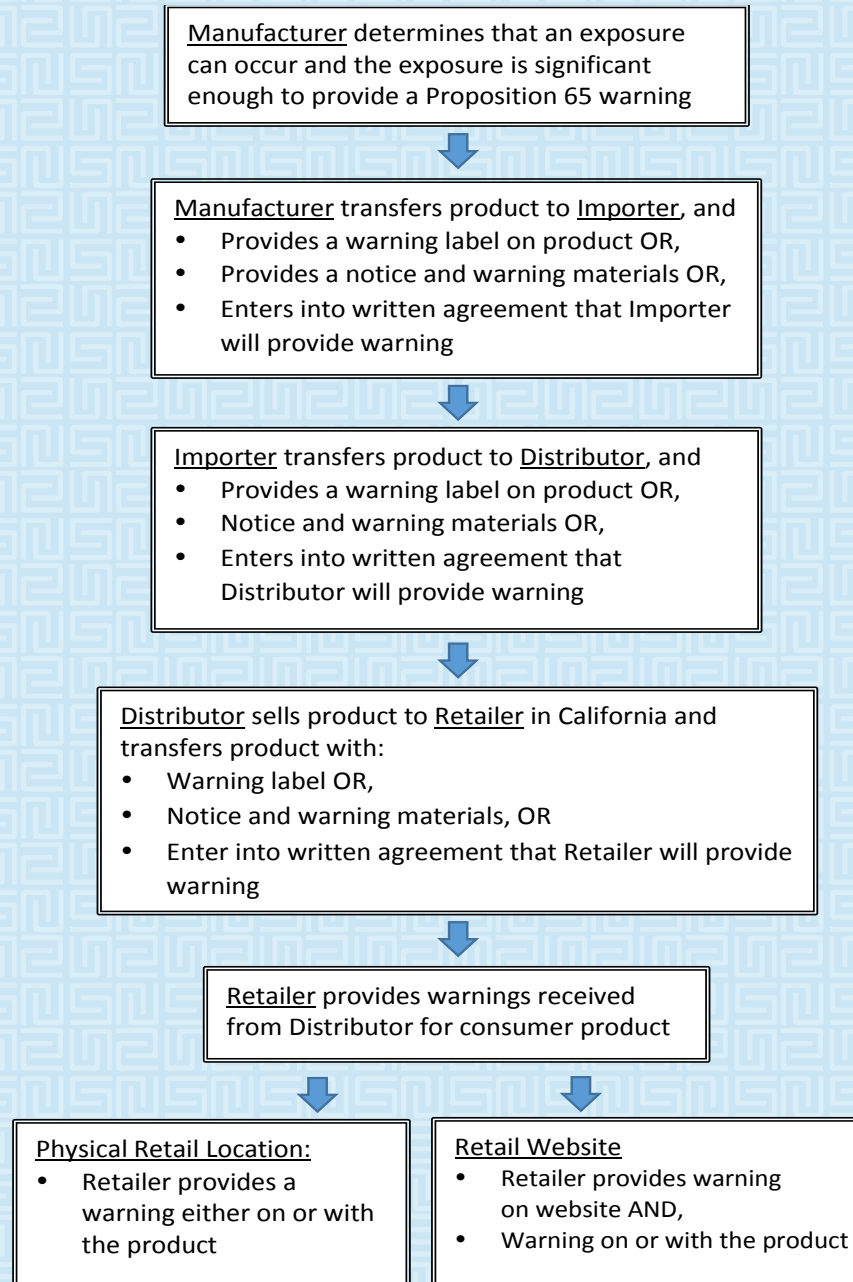 Manufacturer determines that an exposure
can occur and the exposure is significant
enough to provide a Proposition 65 warning
Manufacturer transfers product to Importer, and
• Provides a warning label on product OR,
• Provides a notice and warning materials OR,
• Enters into written agreement that Importer
will provide warning
Importer transfers product to Distributor, and
• Provides a warning label on product OR,
• Notice and warning materials OR,
• Enters into written agreement that
Distributor will provide warning
Distributor sells product to Retailer in California and
transfers product with:
• Warning label OR,
• Notice and warning materials, OR
• Enter into written agreement that Retailer will provide
warning
Retailer provides warnings received
from Distributor for consumer product
Physical Retail Location:
• Retailer provides a
warning either on or with
the product
Retail Website
• Retailer provides warning
on website AND,
• Warning on or with the product